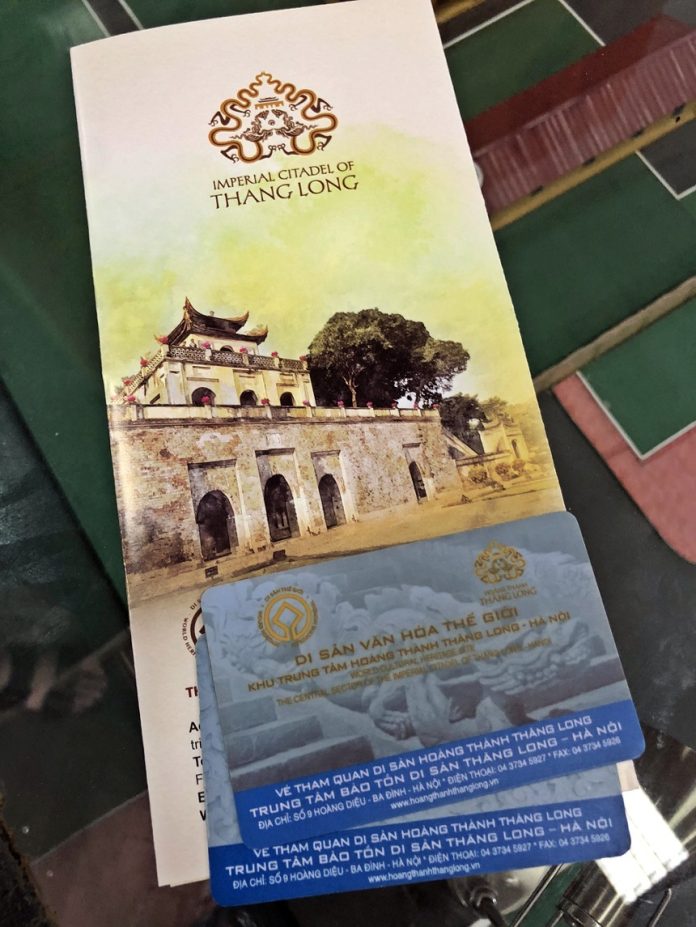 IMPERIAL CITADEL OF
THANG LONG
HOÀNG THÀNH
THĂNG LONG
DI SẢN VĂN HÓA THẾ GIỚI
KHU TRUNG TÂM HOÀNG THÀNH THĂNG LONG - HÀ NỘI
WORLD CULTURAL HERITAGE SITE
THE CENTRAL SECTOR OF THE IMPERIAL CITADEL OF THANG LONG, HANOI
VÉ THAM QUAN DI SẢN HOÀNG THÀNH THĂNG LONG
TRUNG TÂM BẢO TỒN DI SẢN THĂNG LONG – HÀ NỘI
ĐỊA CHỈ: SỐ 9 HOÀNG DIỆU - BA ĐÌNH - HÀ NỘI * ĐIỆN THOẠI: 04 3734 5927 * FAX: 04 3734 5926
www.hoangthanhthanglong.vn
VÉ THAM QUAN DI SẢN HOÀNG THÀNH THĂNG LONG
TRUNG TÂM BẢO TỒN DI SẢN THĂNG LONG – HÀ NỘI
ĐỊA CHỈ: SỐ 9 HOÀNG DIỆU - BA ĐÌNH - HÀ NỘI * ĐIỆN THOẠI: 04 3734 5927 * FAX: 04 3734 5926
www.hoangthanhthanglong.vn